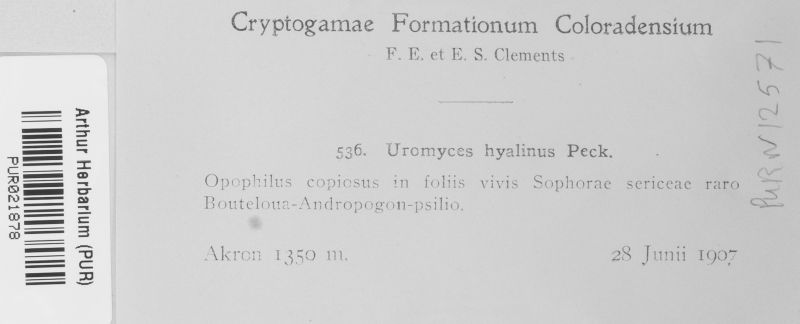 Cryptogamae Formationum Coloradensium
F. E. et E. S. Clements
536. Uromyces hyalinus Peck.
Opophilus copiosus in foliis vivis Sophorae sericeae raro
Bouteloua-Andropogon-psilio.
Akron 1350 m.
28 Junii 1907
Arthur Herbarium (PUR)
PUR021878
PUR N12571